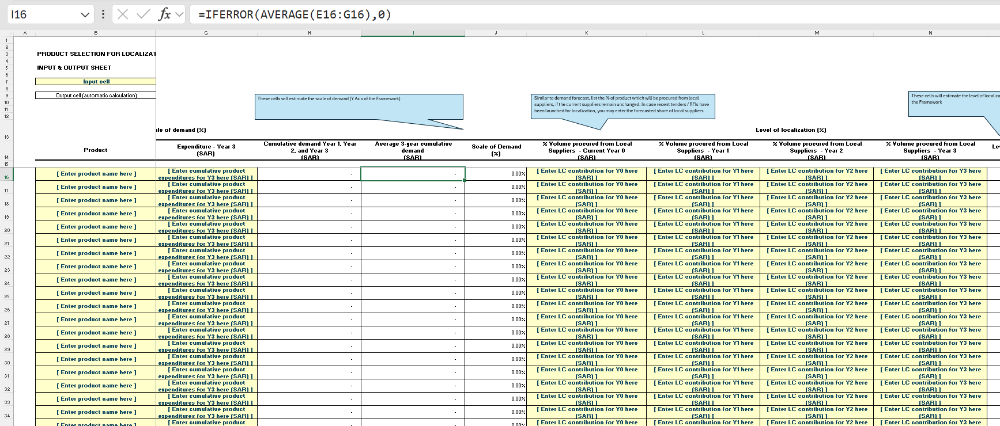 I16
fx
=IFERROR(AVERAGE(E16:G16),0)
A B G H I J K L M N
1
2
3 PRODUCT SELECTION FOR LOCALIZAT
4
5 INPUT & OUTPUT SHEET
6
7 Input cell
8
9 Output cell (automatic calculation)
10
11
12
These cells will estimate the scale of demand (Y Axis of the Framework)
Similar to demand forecast, list the % of product which will be procured from local
suppliers, if the current suppliers remain unchanged. In case recent tenders / RFIs have
been launched for localization, you may enter the forecasted share of local suppliers
These cells will estimate the level of localiza
the Framework
13 ale of demand (%) Level of localization (%)
14 Product
Expenditure - Year 3
(SAR)
Cumulative demand Year 1, Year
2, and Year 3
(SAR)
Average 3-year cumulative
demand
(SAR)
Scale of Demand
(%)
% Volume procured from Local
Suppliers - Current Year 0
(SAR)
% Volume procured from Local
Suppliers - Year 1
(SAR)
% Volume procured from Local
Suppliers - Year 2
(SAR)
% Volume procured from Local
Suppliers - Year 3
(SAR)
Le
15
16 [ Enter product name here ] [ Enter cumulative product expenditures for Y3 here (SAR) ] - - 0.00% [ Enter LC contribution for Y0 here (SAR) ] [ Enter LC contribution for Y1 here (SAR) ] [ Enter LC contribution for Y2 here (SAR) ] [ Enter LC contribution for Y3 here (SAR) ]
17 [ Enter product name here ] [ Enter cumulative product expenditures for Y3 here (SAR) ] - - 0.00% [ Enter LC contribution for Y0 here (SAR) ] [ Enter LC contribution for Y1 here (SAR) ] [ Enter LC contribution for Y2 here (SAR) ] [ Enter LC contribution for Y3 here (SAR) ]
18 [ Enter product name here ] [ Enter cumulative product expenditures for Y3 here (SAR) ] - - 0.00% [ Enter LC contribution for Y0 here (SAR) ] [ Enter LC contribution for Y1 here (SAR) ] [ Enter LC contribution for Y2 here (SAR) ] [ Enter LC contribution for Y3 here (SAR) ]
19 [ Enter product name here ] [ Enter cumulative product expenditures for Y3 here (SAR) ] - - 0.00% [ Enter LC contribution for Y0 here (SAR) ] [ Enter LC contribution for Y1 here (SAR) ] [ Enter LC contribution for Y2 here (SAR) ] [ Enter LC contribution for Y3 here (SAR) ]
20 [ Enter product name here ] [ Enter cumulative product expenditures for Y3 here (SAR) ] - - 0.00% [ Enter LC contribution for Y0 here (SAR) ] [ Enter LC contribution for Y1 here (SAR) ] [ Enter LC contribution for Y2 here (SAR) ] [ Enter LC contribution for Y3 here (SAR) ]
21 [ Enter product name here ] [ Enter cumulative product expenditures for Y3 here (SAR) ] - - 0.00% [ Enter LC contribution for Y0 here (SAR) ] [ Enter LC contribution for Y1 here (SAR) ] [ Enter LC contribution for Y2 here (SAR) ] [ Enter LC contribution for Y3 here (SAR) ]
22 [ Enter product name here ] [ Enter cumulative product expenditures for Y3 here (SAR) ] - - 0.00% [ Enter LC contribution for Y0 here (SAR) ] [ Enter LC contribution for Y1 here (SAR) ] [ Enter LC contribution for Y2 here (SAR) ] [ Enter LC contribution for Y3 here (SAR) ]
23 [ Enter product name here ] [ Enter cumulative product expenditures for Y3 here (SAR) ] - - 0.00% [ Enter LC contribution for Y0 here (SAR) ] [ Enter LC contribution for Y1 here (SAR) ] [ Enter LC contribution for Y2 here (SAR) ] [ Enter LC contribution for Y3 here (SAR) ]
24 [ Enter product name here ] [ Enter cumulative product expenditures for Y3 here (SAR) ] - - 0.00% [ Enter LC contribution for Y0 here (SAR) ] [ Enter LC contribution for Y1 here (SAR) ] [ Enter LC contribution for Y2 here (SAR) ] [ Enter LC contribution for Y3 here (SAR) ]
25 [ Enter product name here ] [ Enter cumulative product expenditures for Y3 here (SAR) ] - - 0.00% [ Enter LC contribution for Y0 here (SAR) ] [ Enter LC contribution for Y1 here (SAR) ] [ Enter LC contribution for Y2 here (SAR) ] [ Enter LC contribution for Y3 here (SAR) ]
26 [ Enter product name here ] [ Enter cumulative product expenditures for Y3 here (SAR) ] - - 0.00% [ Enter LC contribution for Y0 here (SAR) ] [ Enter LC contribution for Y1 here (SAR) ] [ Enter LC contribution for Y2 here (SAR) ] [ Enter LC contribution for Y3 here (SAR) ]
27 [ Enter product name here ] [ Enter cumulative product expenditures for Y3 here (SAR) ] - - 0.00% [ Enter LC contribution for Y0 here (SAR) ] [ Enter LC contribution for Y1 here (SAR) ] [ Enter LC contribution for Y2 here (SAR) ] [ Enter LC contribution for Y3 here (SAR) ]
28 [ Enter product name here ] [ Enter cumulative product expenditures for Y3 here (SAR) ] - - 0.00% [ Enter LC contribution for Y0 here (SAR) ] [ Enter LC contribution for Y1 here (SAR) ] [ Enter LC contribution for Y2 here (SAR) ] [ Enter LC contribution for Y3 here (SAR) ]
29 [ Enter product name here ] [ Enter cumulative product expenditures for Y3 here (SAR) ] - - 0.00% [ Enter LC contribution for Y0 here (SAR) ] [ Enter LC contribution for Y1 here (SAR) ] [ Enter LC contribution for Y2 here (SAR) ] [ Enter LC contribution for Y3 here (SAR) ]
30 [ Enter product name here ] [ Enter cumulative product expenditures for Y3 here (SAR) ] - - 0.00% [ Enter LC contribution for Y0 here (SAR) ] [ Enter LC contribution for Y1 here (SAR) ] [ Enter LC contribution for Y2 here (SAR) ] [ Enter LC contribution for Y3 here (SAR) ]
31 [ Enter product name here ] [ Enter cumulative product expenditures for Y3 here (SAR) ] - - 0.00% [ Enter LC contribution for Y0 here (SAR) ] [ Enter LC contribution for Y1 here (SAR) ] [ Enter LC contribution for Y2 here (SAR) ] [ Enter LC contribution for Y3 here (SAR) ]
32 [ Enter product name here ] [ Enter cumulative product expenditures for Y3 here (SAR) ] - - 0.00% [ Enter LC contribution for Y0 here (SAR) ] [ Enter LC contribution for Y1 here (SAR) ] [ Enter LC contribution for Y2 here (SAR) ] [ Enter LC contribution for Y3 here (SAR) ]
33 [ Enter product name here ] [ Enter cumulative product expenditures for Y3 here (SAR) ] - - 0.00% [ Enter LC contribution for Y0 here (SAR) ] [ Enter LC contribution for Y1 here (SAR) ] [ Enter LC contribution for Y2 here (SAR) ] [ Enter LC contribution for Y3 here (SAR) ]
34 [ Enter product name here ] [ Enter cumulative product expenditures for Y3 here (SAR) ] - - 0.00% [ Enter LC contribution for Y0 here (SAR) ] [ Enter LC contribution for Y1 here (SAR) ] [ Enter LC contribution for Y2 here (SAR) ] [ Enter LC contribution for Y3 here (SAR) ]
[ Enter product name here ] [ Enter cumulative product - - 0.00% [ Enter LC contribution for Y0 here [ Enter LC contribution for Y1 here [ Enter LC contribution for Y2 here [ Enter LC contribution for Y3 here